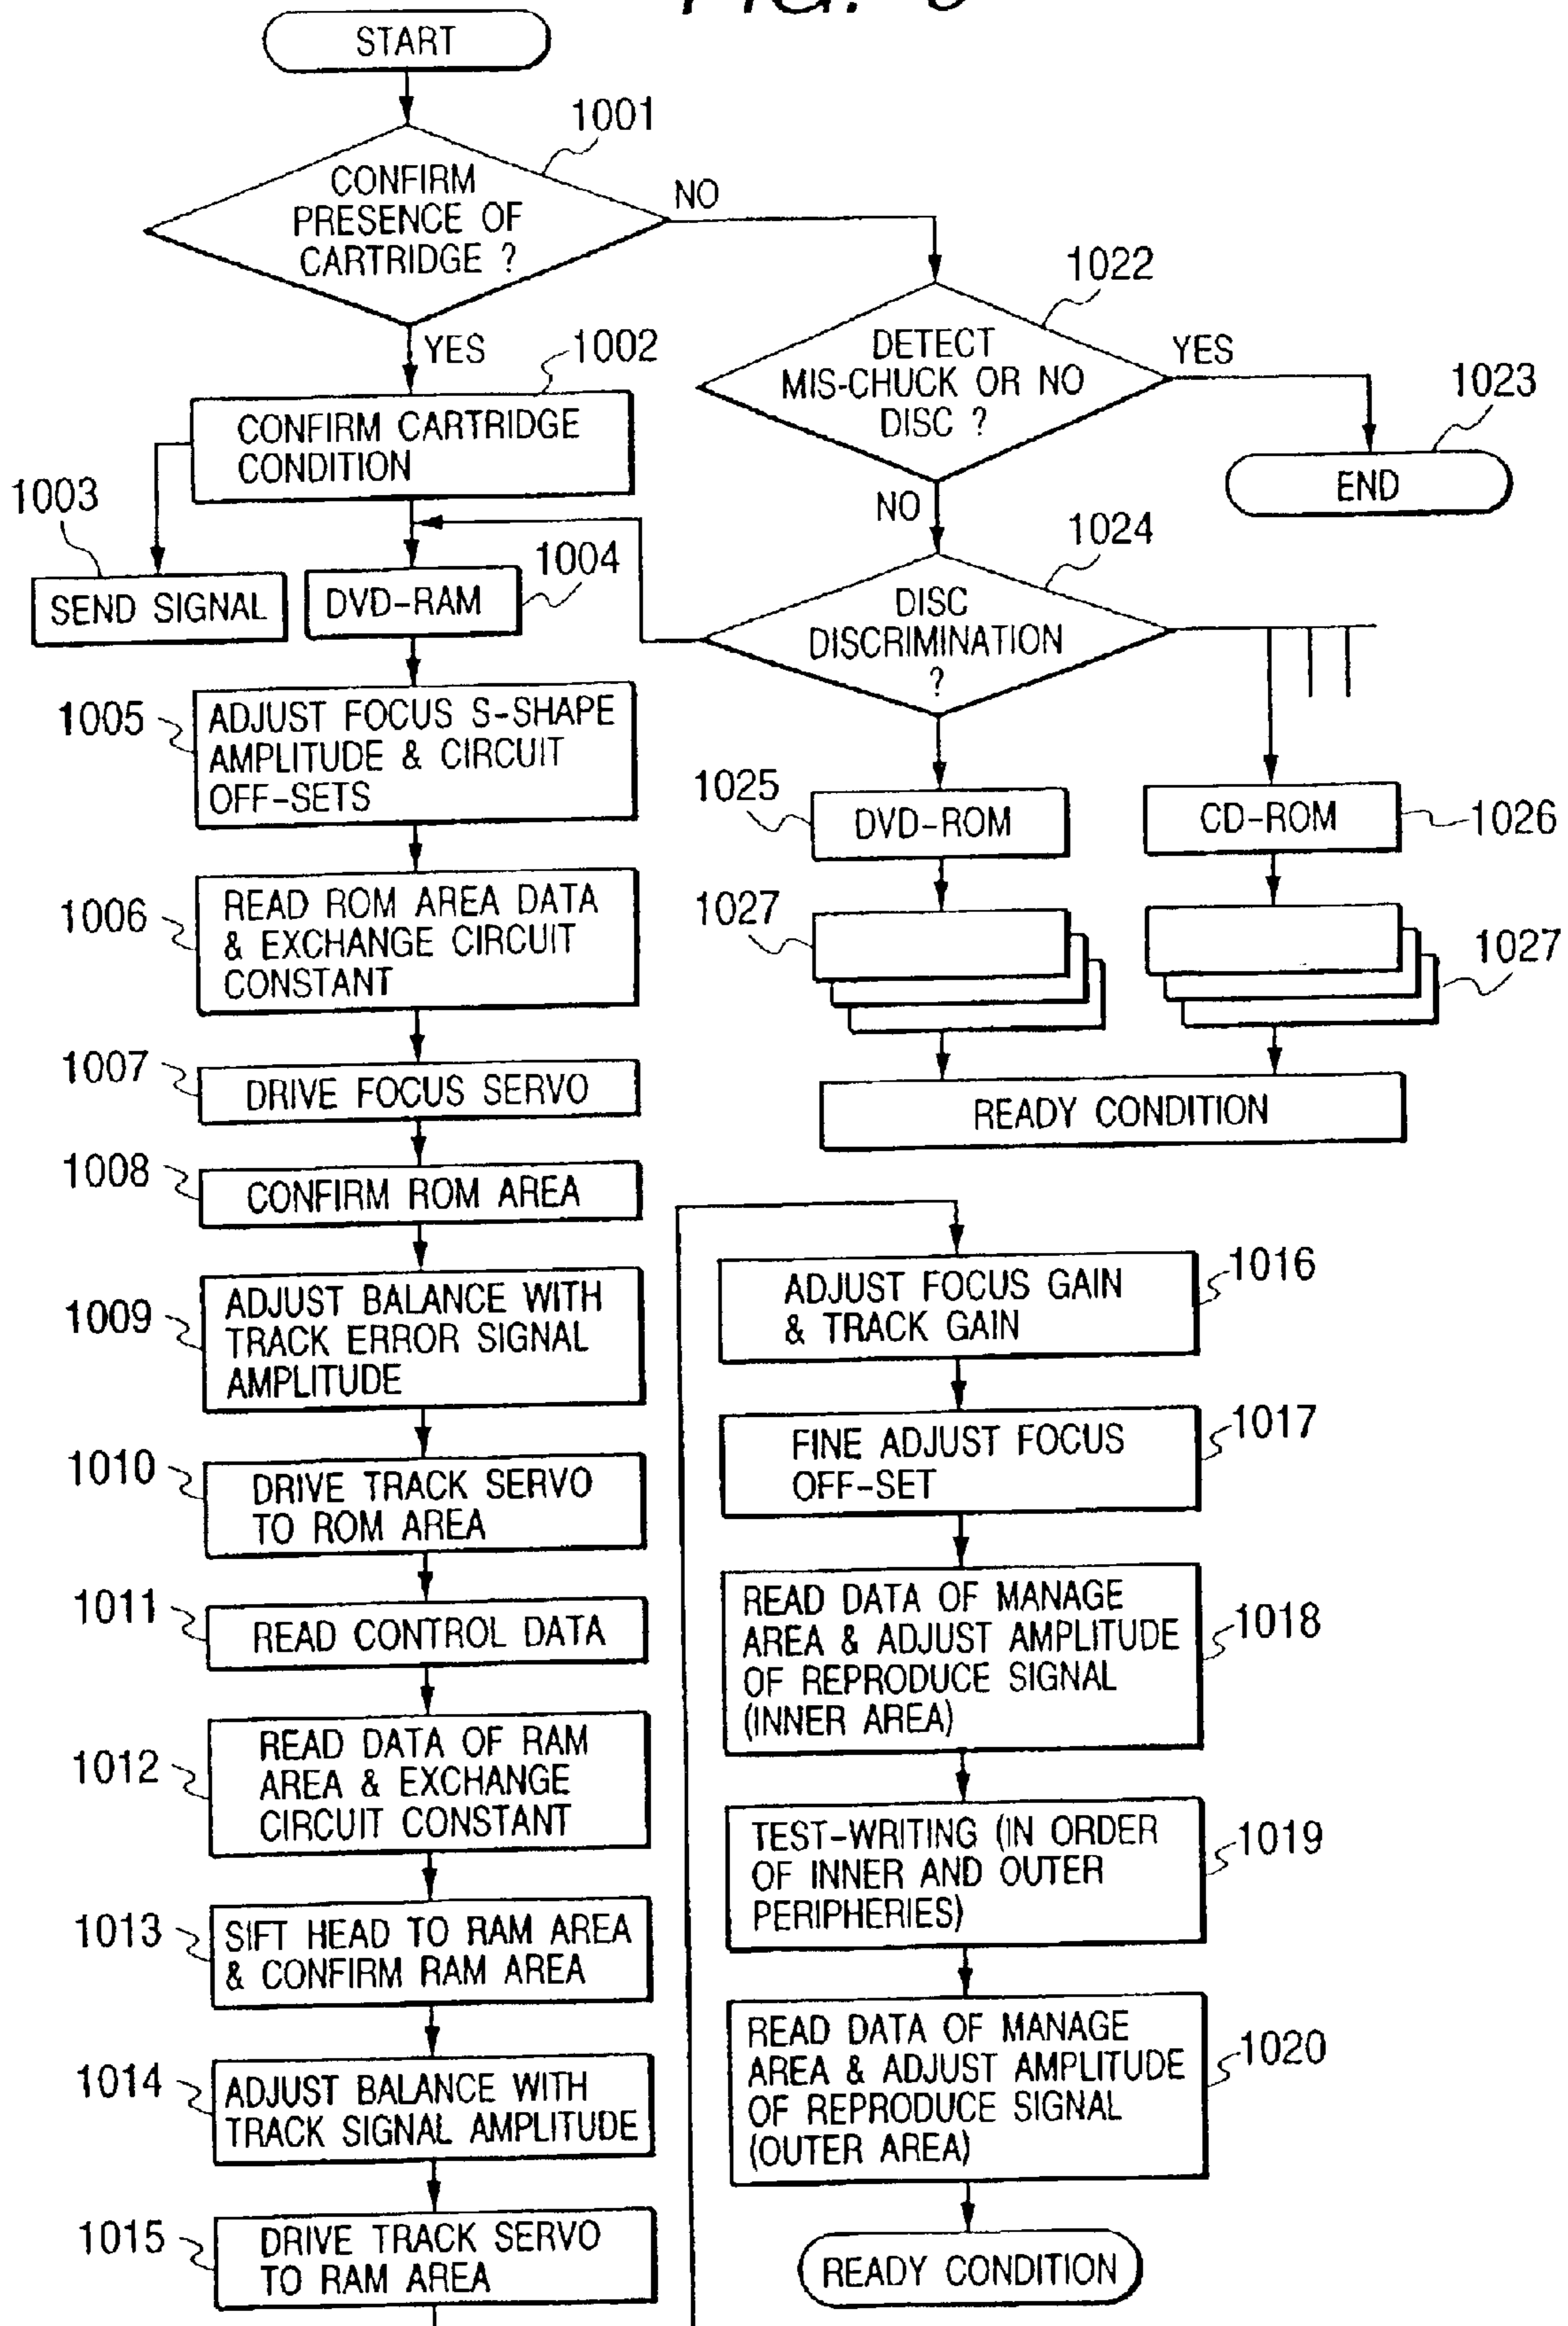 START
1001
CONFIRM
PRESENCE OF
CARTRIDGE ?
NO
YES
1002
CONFIRM CARTRIDGE
CONDITION
1003
SEND SIGNAL
1004
DVD-RAM
1022
DETECT
MIS-CHUCK OR NO
DISC ?
YES
1023
END
NO
1024
DISC
DISCRIMINATION
?
1005
ADJUST FOCUS S-SHAPE
AMPLITUDE & CIRCUIT
OFF-SETS
1025
DVD-ROM
CD-ROM
1026
1006
READ ROM AREA DATA
& EXCHANGE CIRCUIT
CONSTANT
1027
1027
1007
DRIVE FOCUS SERVO
READY CONDITION
1008
CONFIRM ROM AREA
1009
ADJUST BALANCE WITH
TRACK ERROR SIGNAL
AMPLITUDE
1010
DRIVE TRACK SERVO
TO ROM AREA
1011
READ CONTROL DATA
1012
READ DATA OF RAM
AREA & EXCHANGE
CIRCUIT CONSTANT
1013
SIFT HEAD TO RAM AREA
& CONFIRM RAM AREA
1014
ADJUST BALANCE WITH
TRACK SIGNAL AMPLITUDE
1015
DRIVE TRACK SERVO
TO RAM AREA
1016
ADJUST FOCUS GAIN
& TRACK GAIN
1017
FINE ADJUST FOCUS
OFF-SET
1018
READ DATA OF MANAGE
AREA & ADJUST AMPLITUDE
OF REPRODUCE SIGNAL
(INNER AREA)
1019
TEST-WRITING (IN ORDER
OF INNER AND OUTER
PERIPHERIES)
1020
READ DATA OF MANAGE
AREA & ADJUST AMPLITUDE
OF REPRODUCE SIGNAL
(OUTER AREA)
READY CONDITION